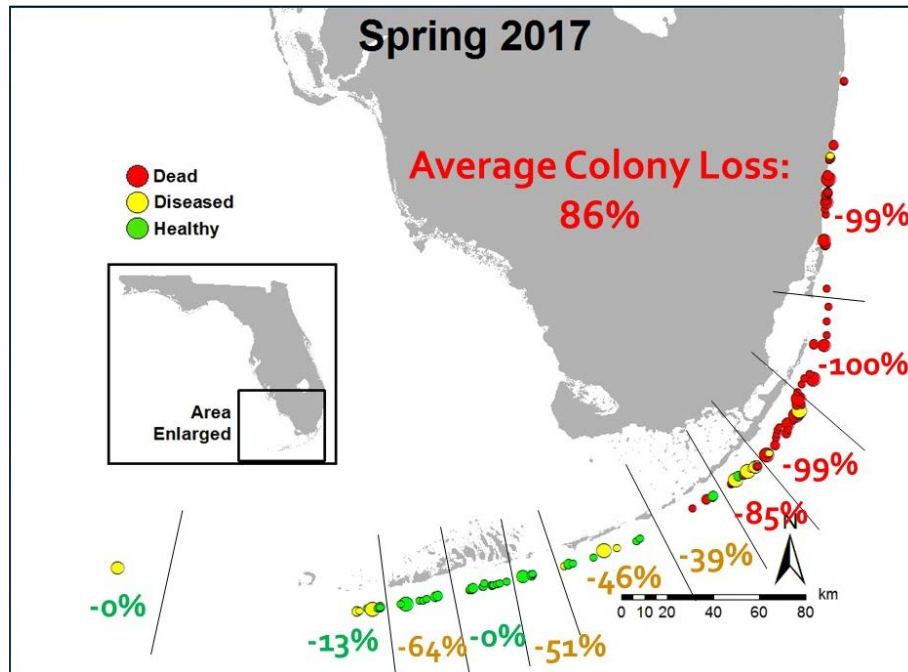 Spring 2017
Average Colony Loss:
86%
Dead
Diseased
Healthy
Area
Enlarged
-99%
-100%
-99%
-85%
-39%
-46%
-51%
-0%
-64%
-13%
-0%
N
0 10 20 40 60 80
km